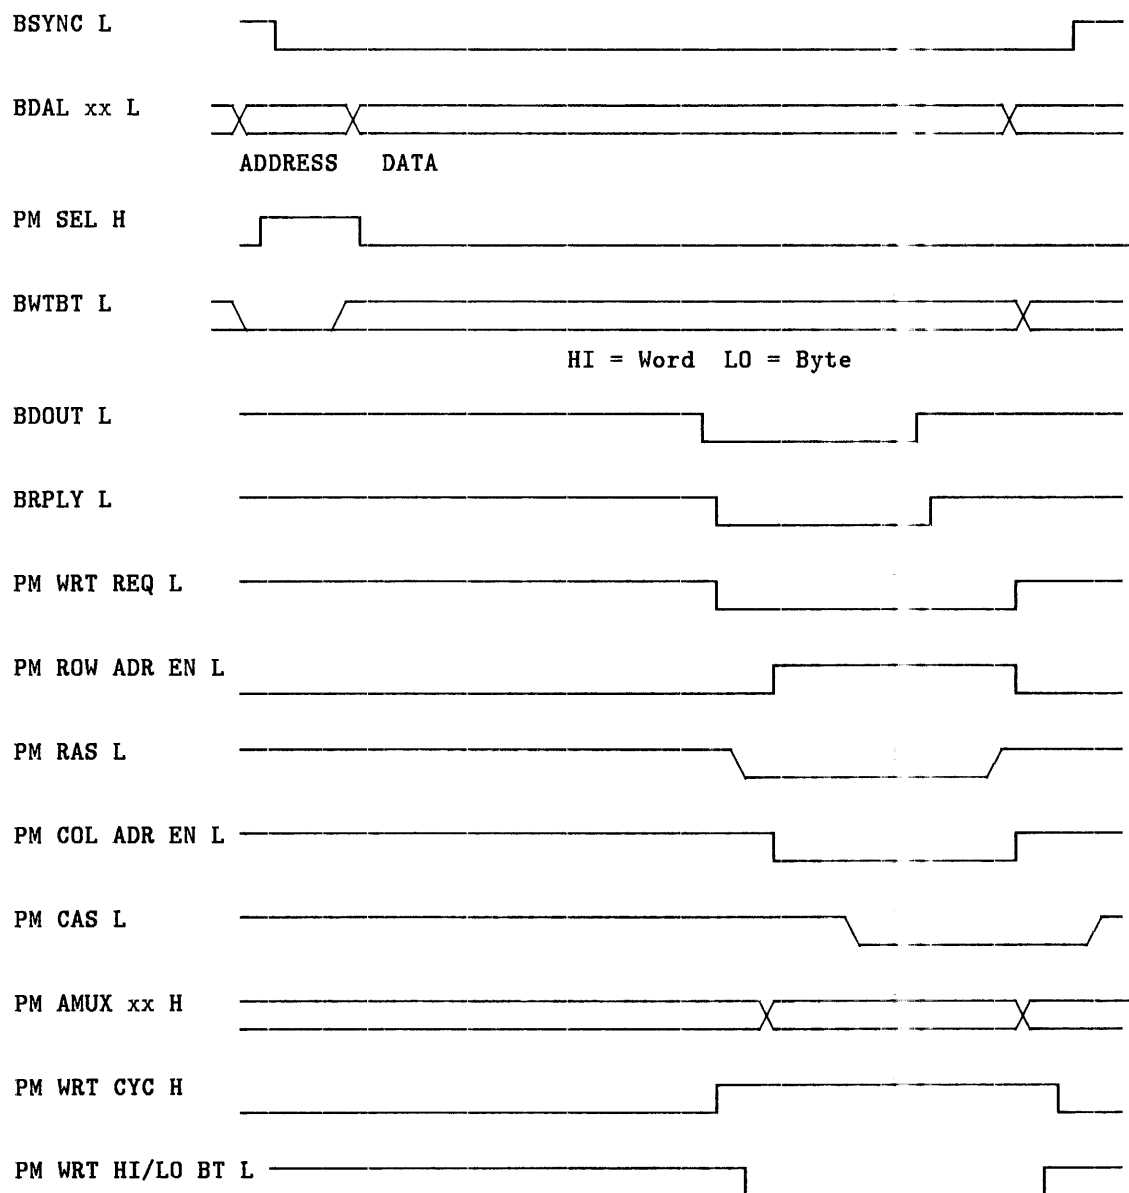 BSYNC L
BDAL xx L
ADDRESS DATA
PM SEL H
BWTBT L
HI = Word LO = Byte
BDOUT L
BRPLY L
PM WRT REQ L
PM ROW ADR EN L
PM RAS L
PM COL ADR EN L
PM CAS L
PM AMUX xx H
PM WRT CYC H
PM WRT HI/LO BT L